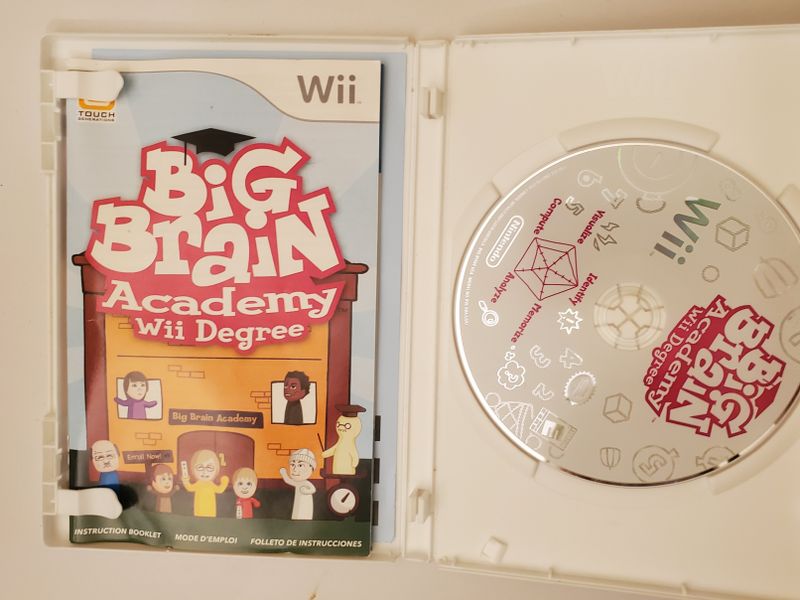 Wii
TOUCH
GENERATIONS
BiG
BRaiN
Academy
Wii Degree
Big Brain Academy
Enroll Now!
INSTRUCTION BOOKLET
MODE D'EMPLOI
FOLLETO DE INSTRUCCIONES
Wii
Nintendo
Compute
Visualize
Identify
Memorize
Analyze
BiG
BRaiN
Academy
Wii Degree